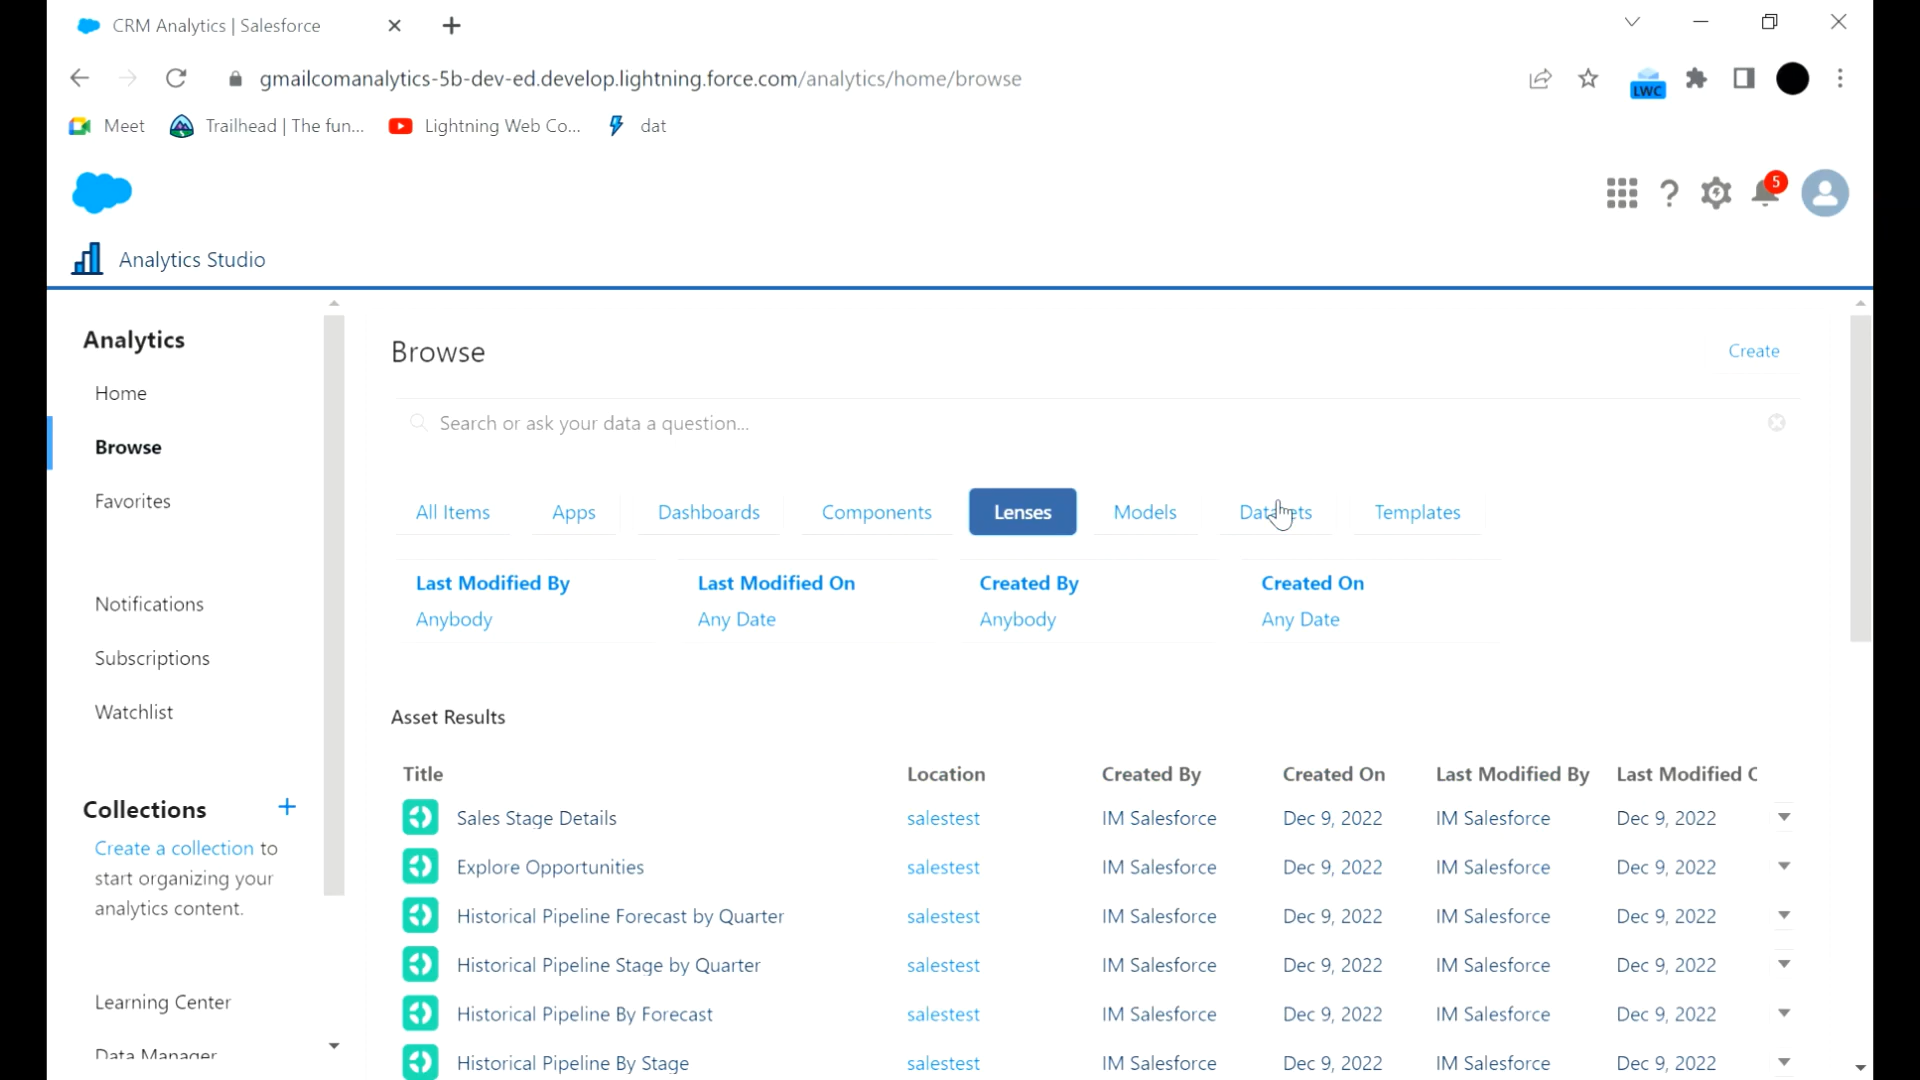 CRM Analytics | Salesforce
gmailcomanalytics-5b-dev-ed.develop.lightning.force.com/analytics/home/browse
LWC
Meet Trailhead | The fun... Lightning Web Co... dat
5
Analytics Studio
Analytics
Home
Browse
Favorites
Notifications
Subscriptions
Watchlist
Collections +
Create a collection to
start organizing your
analytics content.
Learning Center
Data Manager
Browse Create
Search or ask your data a question...
All Items Apps Dashboards Components Lenses Models Datasets Templates
Last Modified By Last Modified On Created By Created On
Anybody Any Date Anybody Any Date
Asset Results
Title Location Created By Created On Last Modified By Last Modified O
Sales Stage Details salestest IM Salesforce Dec 9, 2022 IM Salesforce Dec 9, 2022
Explore Opportunities salestest IM Salesforce Dec 9, 2022 IM Salesforce Dec 9, 2022
Historical Pipeline Forecast by Quarter salestest IM Salesforce Dec 9, 2022 IM Salesforce Dec 9, 2022
Historical Pipeline Stage by Quarter salestest IM Salesforce Dec 9, 2022 IM Salesforce Dec 9, 2022
Historical Pipeline By Forecast salestest IM Salesforce Dec 9, 2022 IM Salesforce Dec 9, 2022
Historical Pipeline By Stage salestest IM Salesforce Dec 9, 2022 IM Salesforce Dec 9, 2022